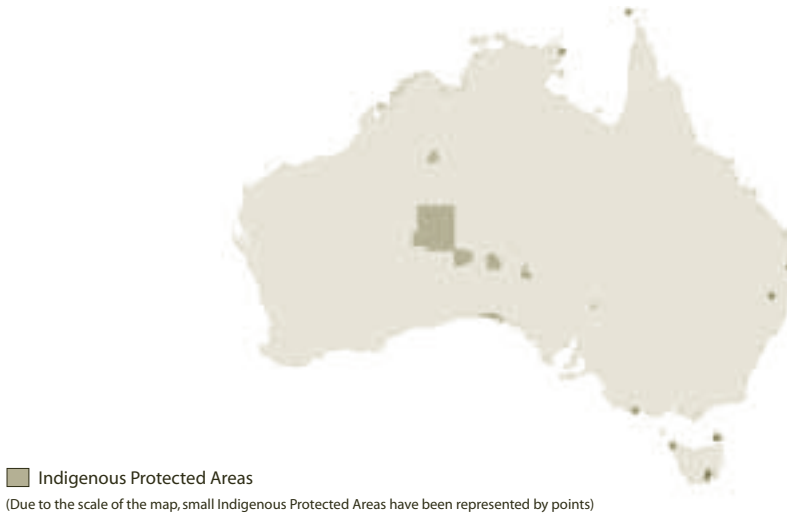 Indigenous Protected Areas
(Due to the scale of the map, small Indigenous Protected Areas have been represented by points)